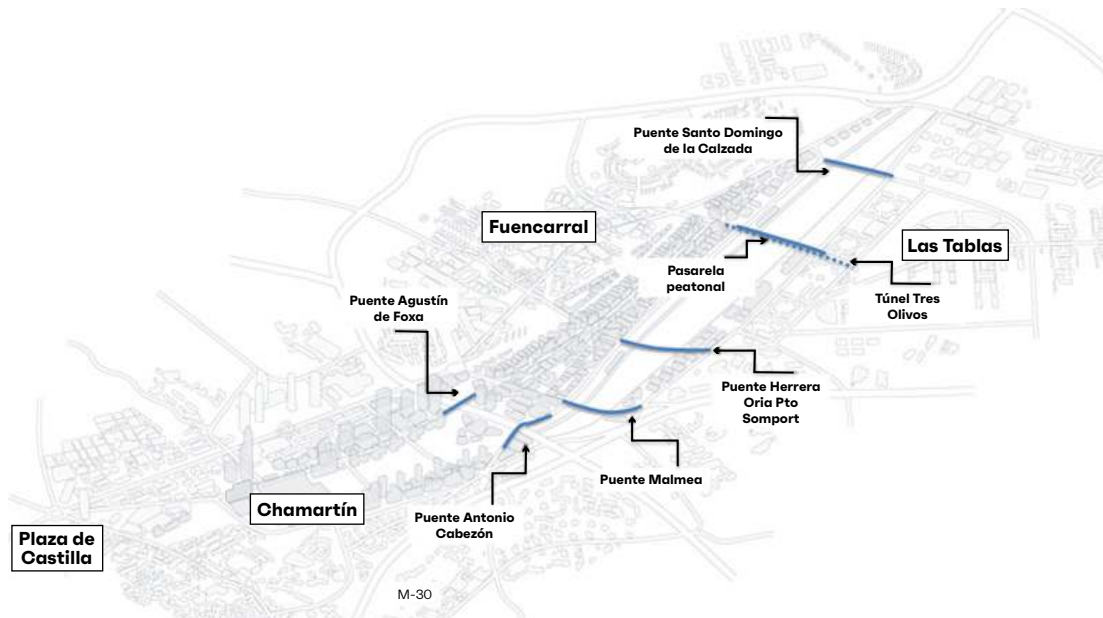 Puente Santo Domingo
de la Calzada
Fuencarral
Las Tablas
Pasarela
peatonal
Túnel Tres
Olivos
Puente Agustín
de Foxa
Puente Herrera
Oria Pto
Somport
Puente Malmea
Chamartín
Puente Antonio
Cabezón
Plaza de
Castilla
M-30